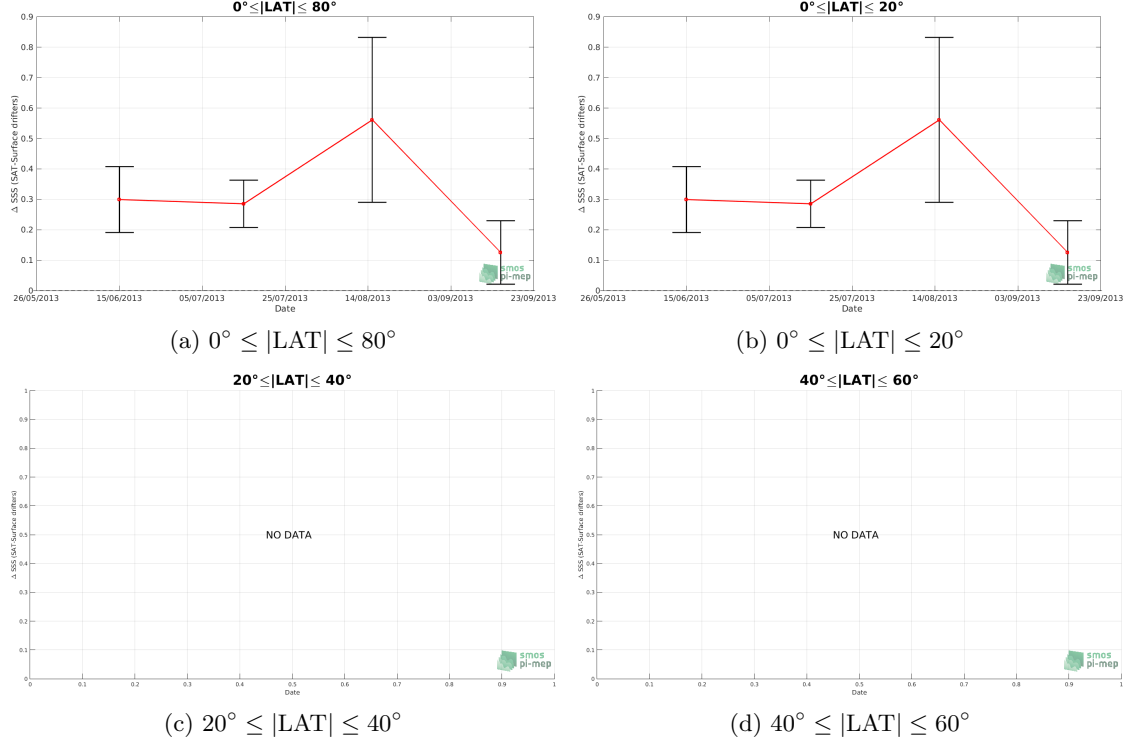 0°≤|LAT|≤ 80°
0.9
0.8
0.7
0.6
0.5
0.4
0.3
0.2
0.1
0
Δ SSS (SAT-Surface drifters)
26/05/2013 15/06/2013 05/07/2013 25/07/2013 14/08/2013 03/09/2013 23/09/2013
Date
smos
pi-mep
(a) 0° ≤ |LAT| ≤ 80°
0°≤|LAT|≤ 20°
0.9
0.8
0.7
0.6
0.5
0.4
0.3
0.2
0.1
0
Δ SSS (SAT-Surface drifters)
26/05/2013 15/06/2013 05/07/2013 25/07/2013 14/08/2013 03/09/2013 23/09/2013
Date
smos
pi-mep
(b) 0° ≤ |LAT| ≤ 20°
20°≤|LAT|≤ 40°
1
0.9
0.8
0.7
0.6
0.5
0.4
0.3
0.2
0.1
0
Δ SSS (SAT-Surface drifters)
NO DATA
0 0.1 0.2 0.3 0.4 0.5 0.6 0.7 0.8 0.9 1
Date
smos
pi-mep
(c) 20° ≤ |LAT| ≤ 40°
40°≤|LAT|≤ 60°
1
0.9
0.8
0.7
0.6
0.5
0.4
0.3
0.2
0.1
0
Δ SSS (SAT-Surface drifters)
NO DATA
0 0.1 0.2 0.3 0.4 0.5 0.6 0.7 0.8 0.9 1
Date
smos
pi-mep
(d) 40° ≤ |LAT| ≤ 60°